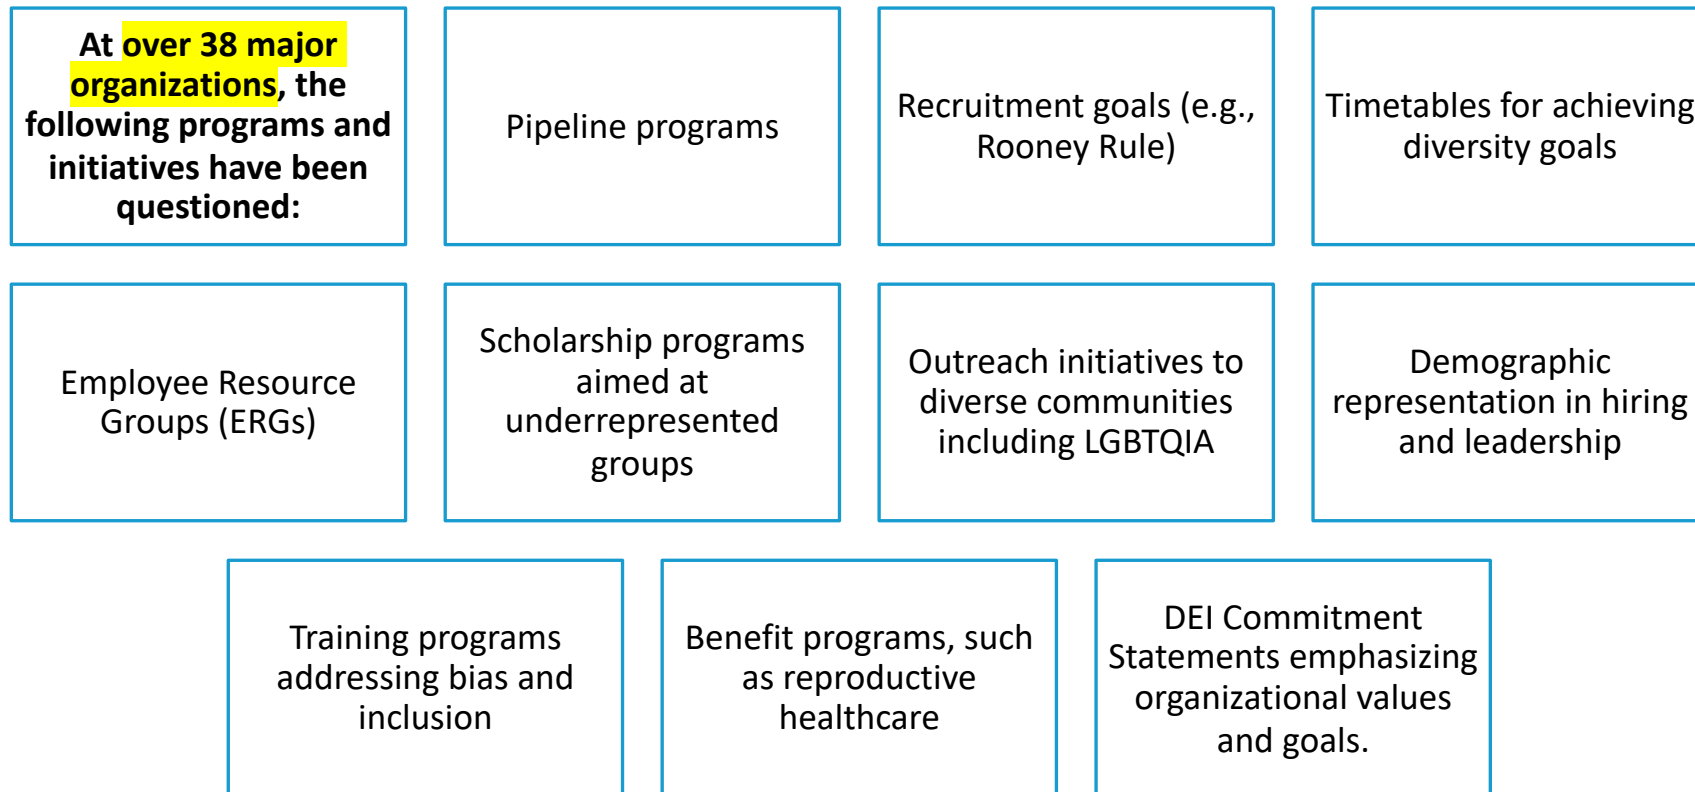 At over 38 major
organizations, the
following programs and
initiatives have been
questioned:
Pipeline programs
Recruitment goals (e.g.,
Rooney Rule)
Timetables for achieving
diversity goals
Employee Resource
Groups (ERGs)
Scholarship programs
aimed at
underrepresented
groups
Outreach initiatives to
diverse communities
including LGBTQIA
Demographic
representation in hiring
and leadership
Training programs
addressing bias and
inclusion
Benefit programs, such
as reproductive
healthcare
DEI Commitment
Statements emphasizing
organizational values
and goals.